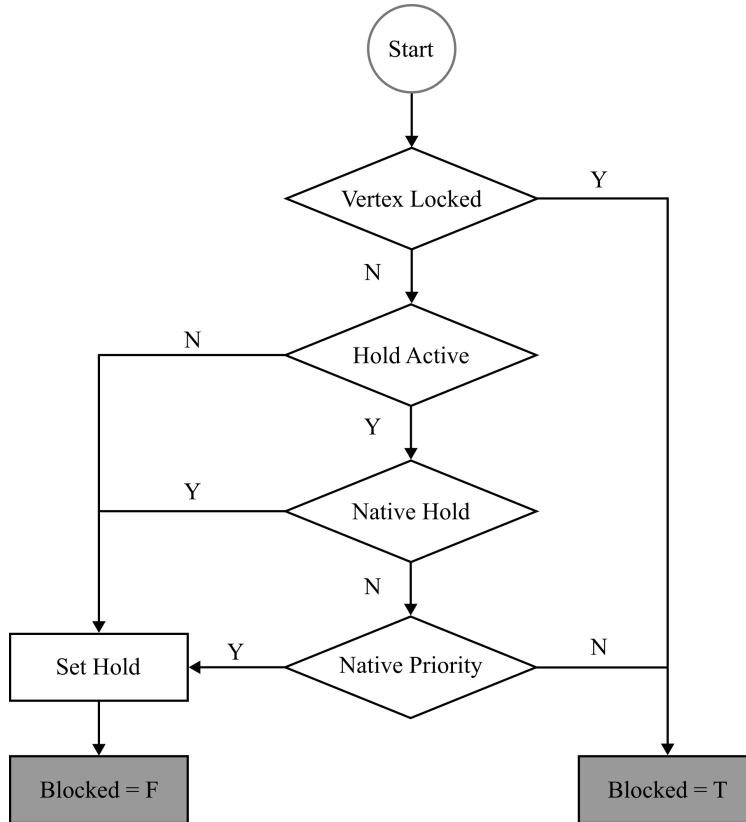 Start
Vertex Locked
Y
N
Hold Active
N
Y
Native Hold
Y
N
Native Priority
Y
N
Set Hold
Blocked = F
Blocked = T